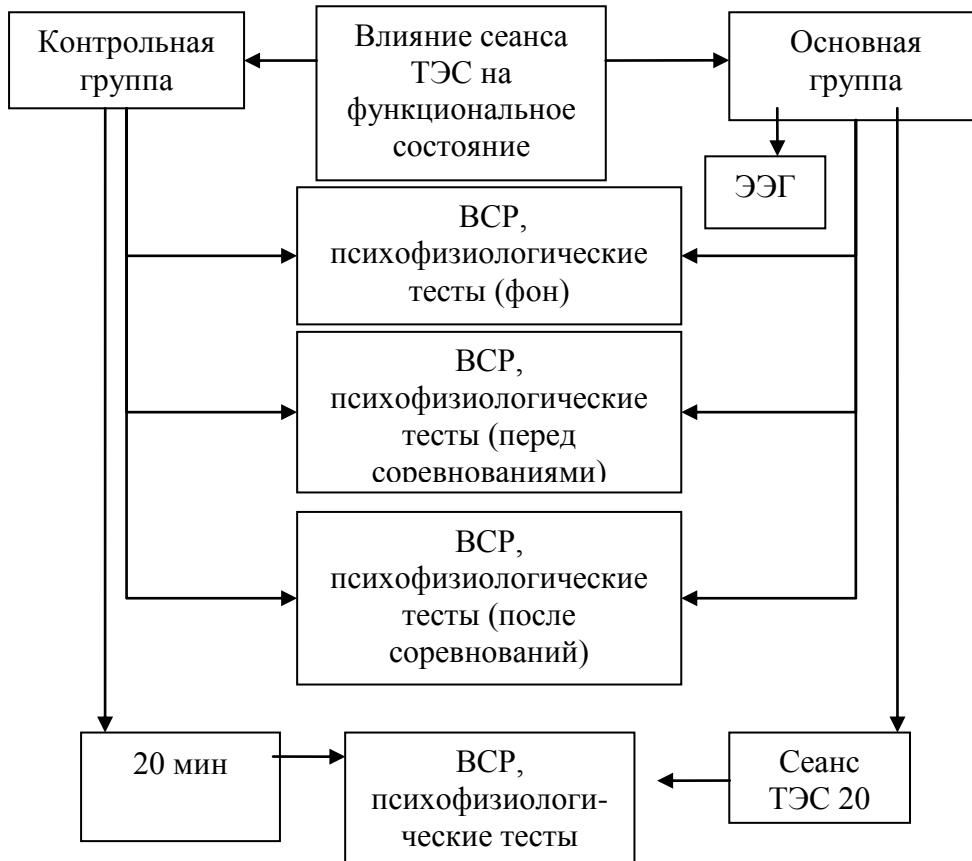 Контрольная
группа
Влияние сеанса
ТЭС на
функциональное
состояние
Основная
группа
ЭЭГ
ВСР,
психофизиологические
тесты (фон)
ВСР,
психофизиологические
тесты (перед
соревнованиями)
ВСР,
психофизиологические
тесты (после
соревнований)
20 мин
ВСР,
психофизиологи-
ческие тесты
Сеанс
ТЭС 20